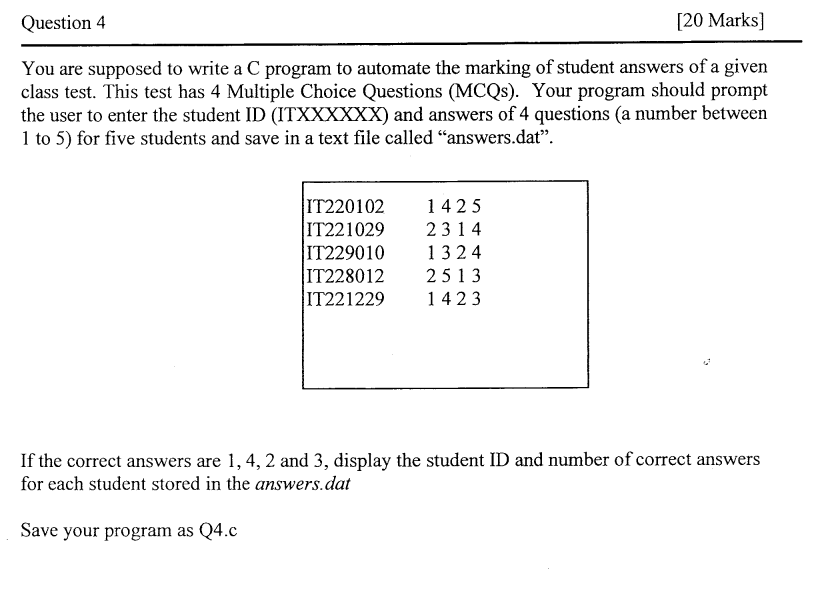 Question 4 [20 Marks]
You are supposed to write a C program to automate the marking of student answers of a given
class test. This test has 4 Multiple Choice Questions (MCQs). Your program should prompt
the user to enter the student ID (ITXXXXXX) and answers of 4 questions (a number between
1 to 5) for five students and save in a text file called “answers.dat”.
IT220102 1 4 2 5
IT221029 2 3 1 4
IT229010 1 3 2 4
IT228012 2 5 1 3
IT221229 1 4 2 3
If the correct answers are 1, 4, 2 and 3, display the student ID and number of correct answers
for each student stored in the answers.dat
Save your program as Q4.c